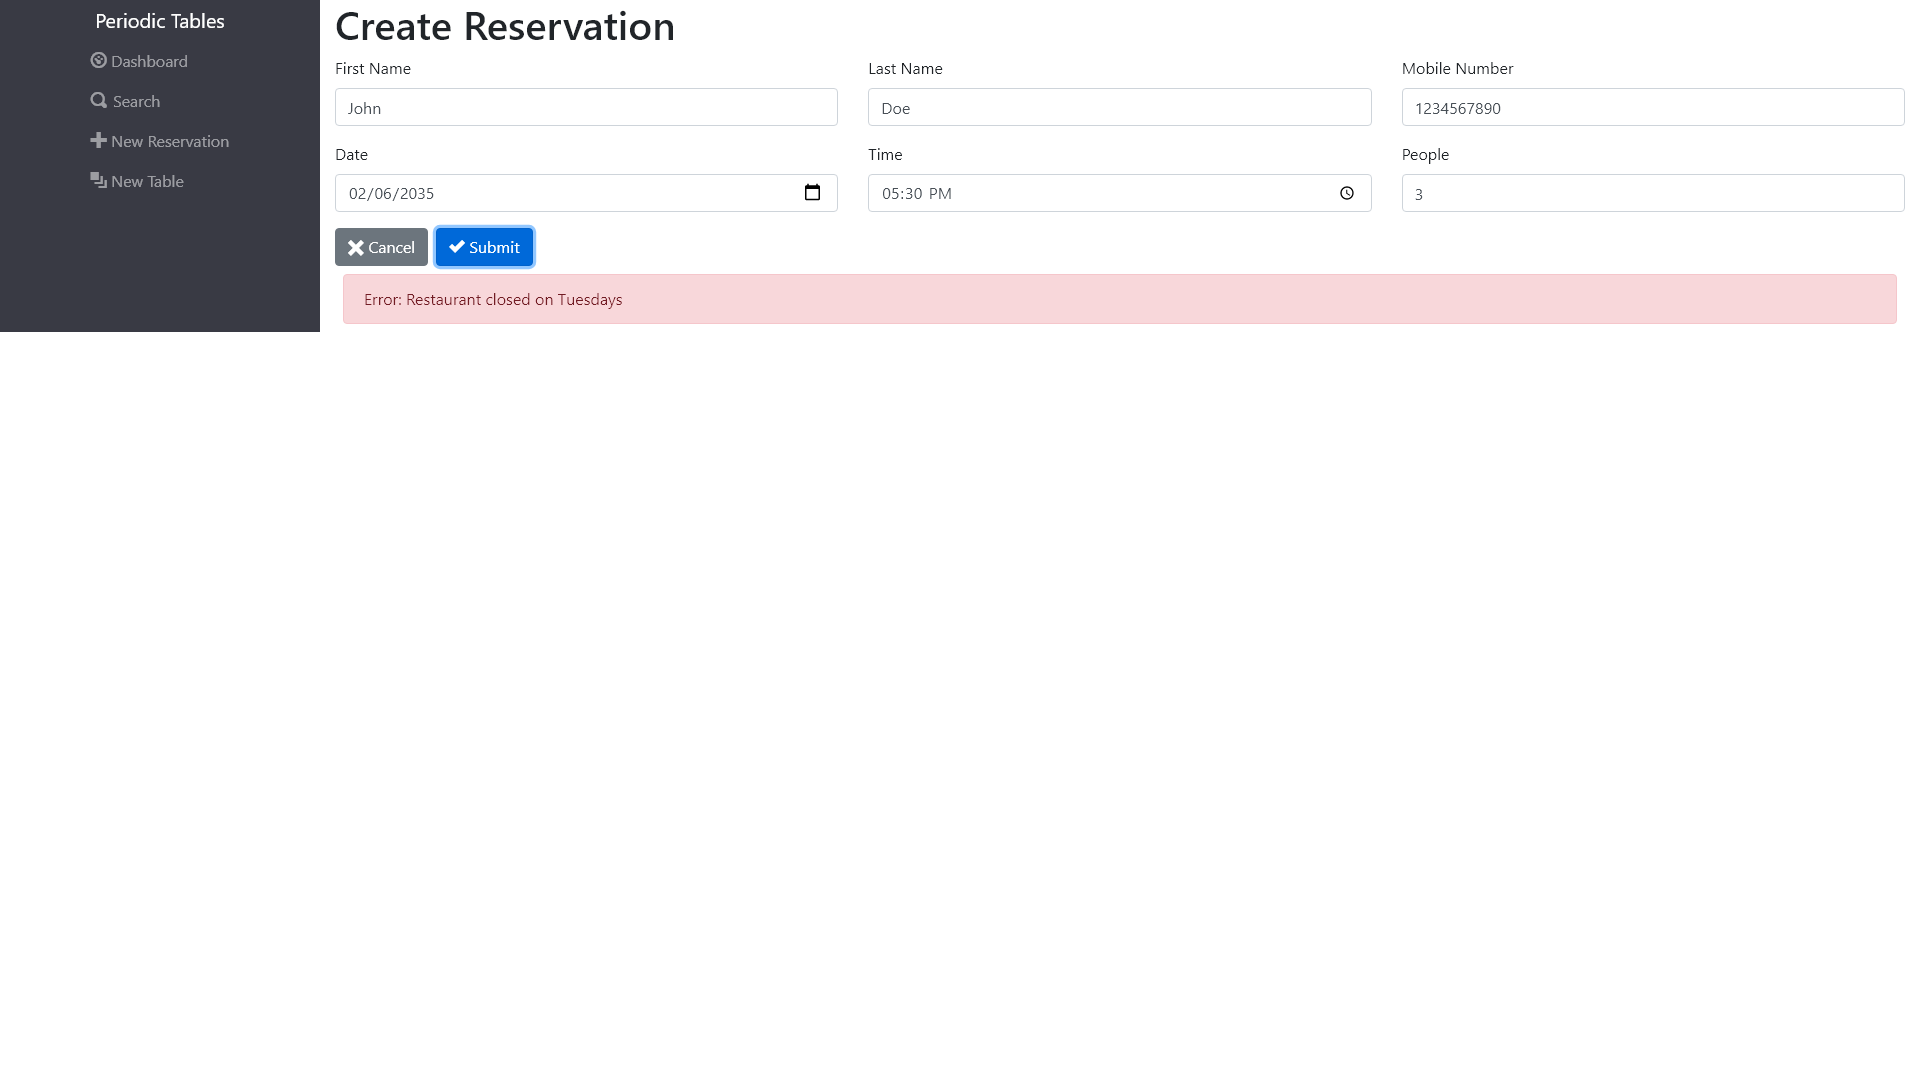 Periodic Tables
Dashboard
Search
New Reservation
New Table
Create Reservation
First Name
Last Name
Mobile Number
John
Doe
1234567890
Date
Time
People
02/06/2035
05:30 PM
3
Cancel
Submit
Error: Restaurant closed on Tuesdays